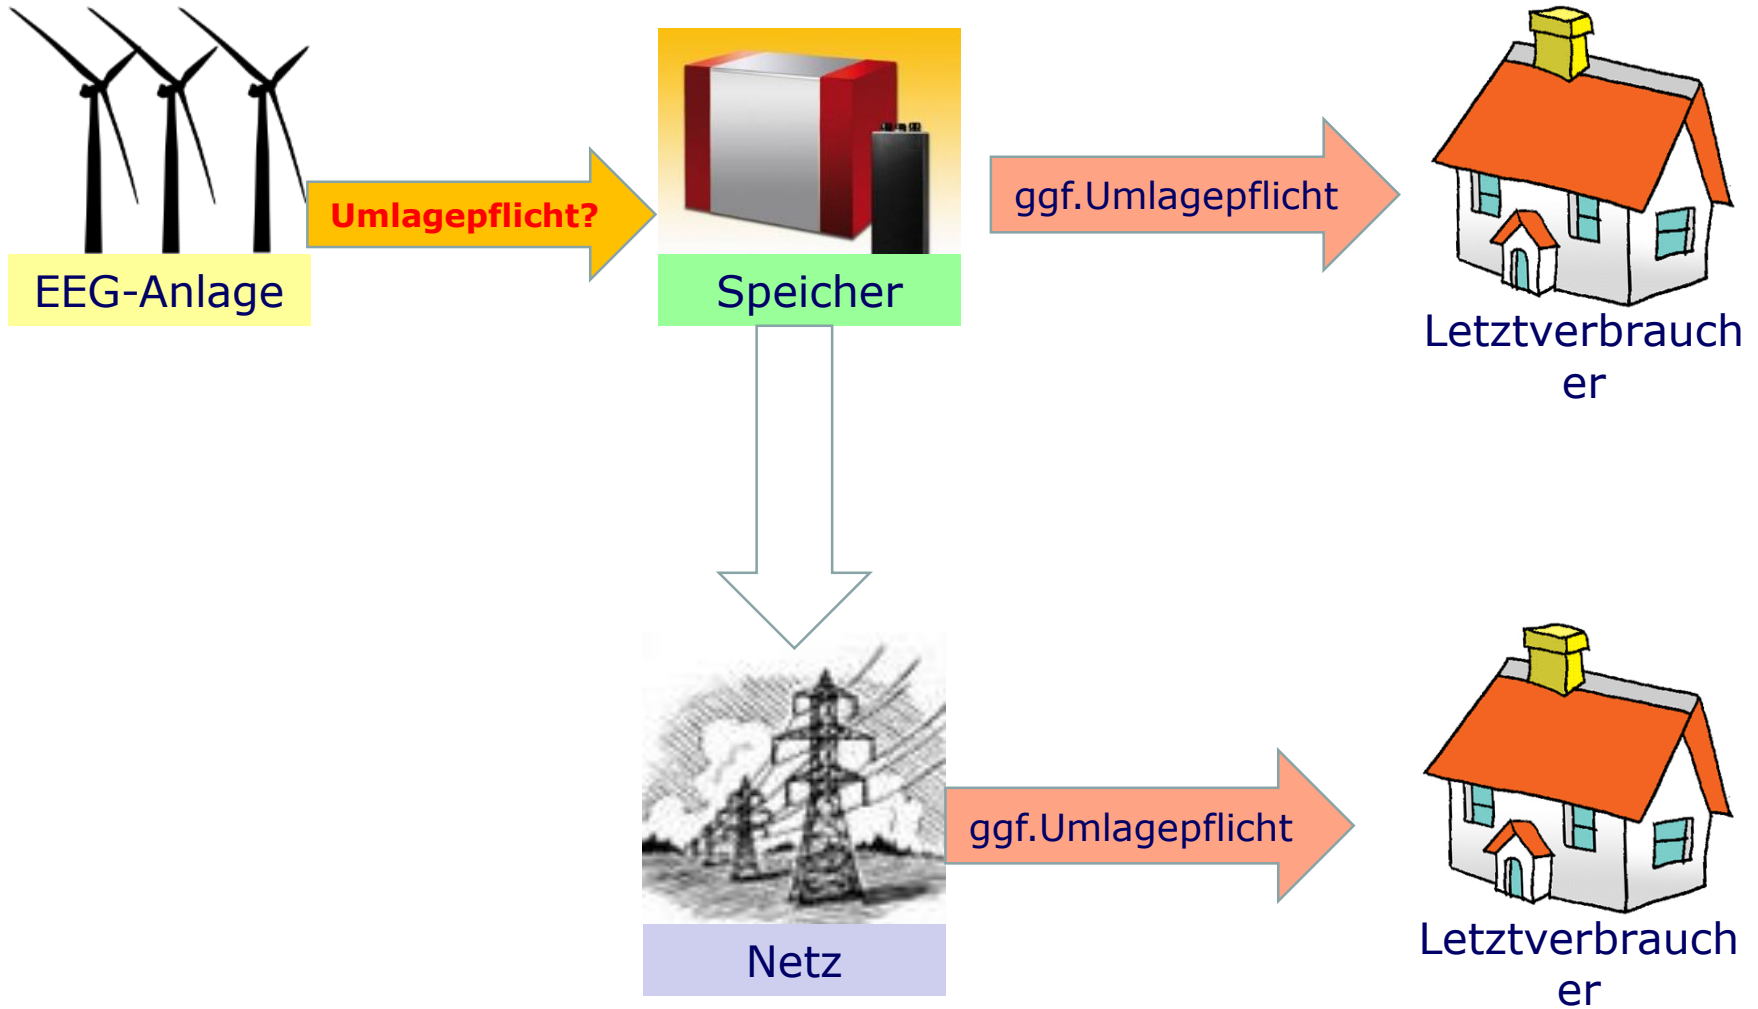 Umlagepflicht?
ggf.Umlagepflicht
EEG-Anlage
Speicher
Letztverbrauch
er
ggf.Umlagepflicht
Netz
Letztverbrauch
er